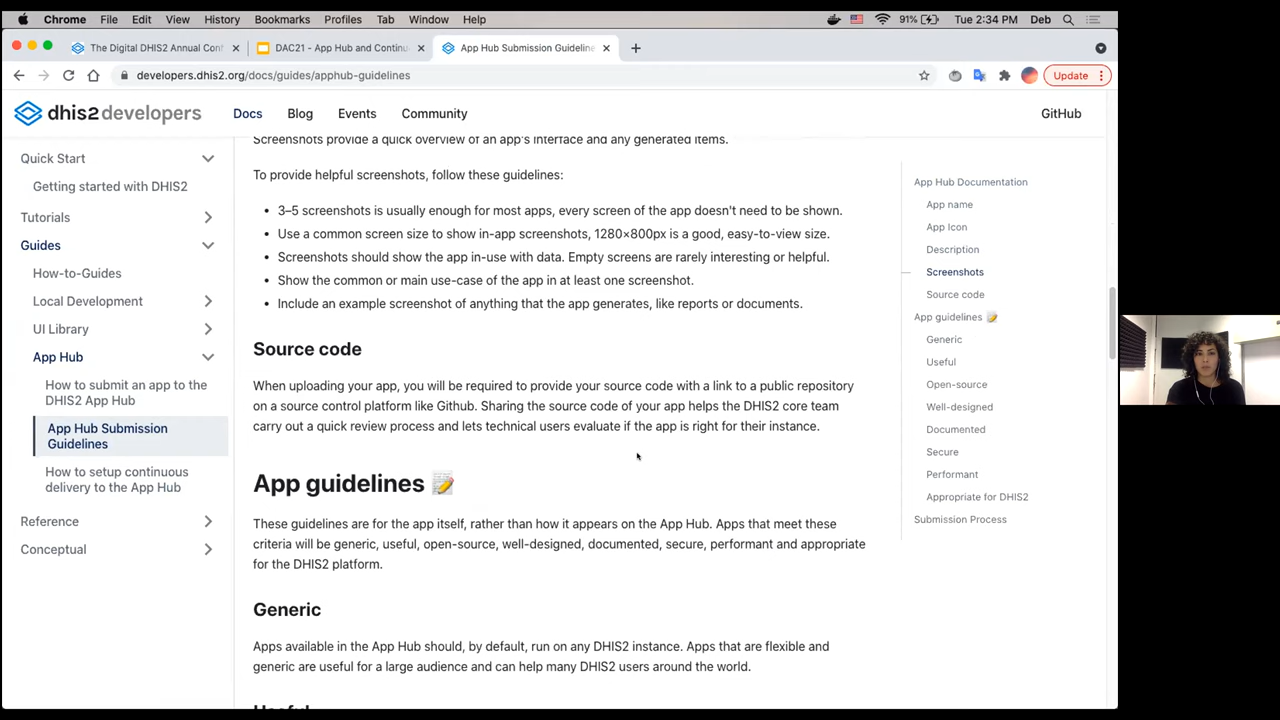 Chrome File Edit View History Bookmarks Profiles Tab Window Help 91% Tue 2:34 PM Deb
The Digital DHIS2 Annual Conf
DAC21 - App Hub and Continu
App Hub Submission Guideline
developers.dhis2.org/docs/guides/apphub-guidelines
Update
dhis2developers
Docs Blog Events Community GitHub
Quick Start
Getting started with DHIS2
Tutorials
Guides
How-to-Guides
Local Development
UI Library
App Hub
How to submit an app to the
DHIS2 App Hub
App Hub Submission
Guidelines
How to setup continuous
delivery to the App Hub
Reference
Conceptual
Screenshots provide a quick overview of an app's interface and any generated items.
To provide helpful screenshots, follow these guidelines:
• 3–5 screenshots is usually enough for most apps, every screen of the app doesn't need to be shown.
• Use a common screen size to show in-app screenshots, 1280×800px is a good, easy-to-view size.
• Screenshots should show the app in-use with data. Empty screens are rarely interesting or helpful.
• Show the common or main use-case of the app in at least one screenshot.
• Include an example screenshot of anything that the app generates, like reports or documents.
Source code
When uploading your app, you will be required to provide your source code with a link to a public repository
on a source control platform like Github. Sharing the source code of your app helps the DHIS2 core team
carry out a quick review process and lets technical users evaluate if the app is right for their instance.
App guidelines 📝
These guidelines are for the app itself, rather than how it appears on the App Hub. Apps that meet these
criteria will be generic, useful, open-source, well-designed, documented, secure, performant and appropriate
for the DHIS2 platform.
Generic
Apps available in the App Hub should, by default, run on any DHIS2 instance. Apps that are flexible and
generic are useful for a large audience and can help many DHIS2 users around the world.
Useful
App Hub Documentation
App name
App Icon
Description
Screenshots
Source code
App guidelines 📝
Generic
Useful
Open-source
Well-designed
Documented
Secure
Performant
Appropriate for DHIS2
Submission Process